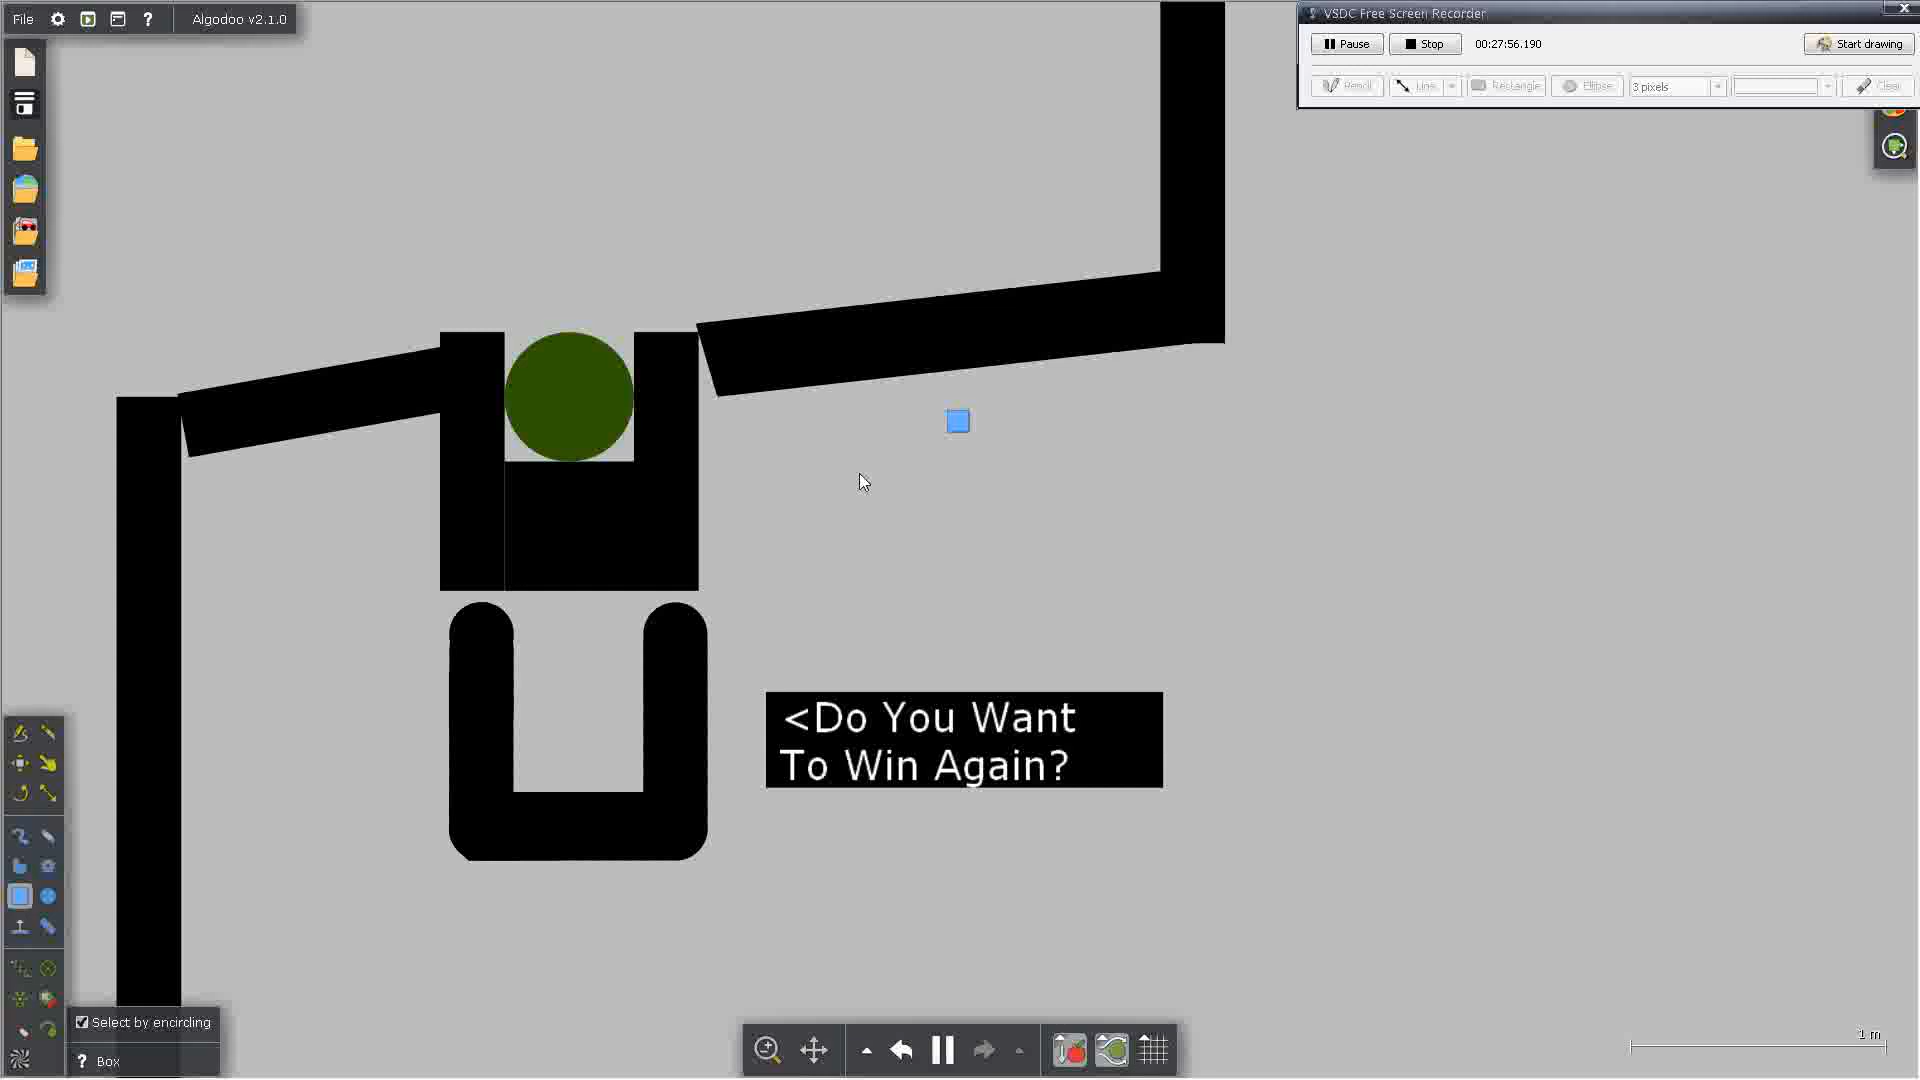 File ? Algodoo v2.1.0
VSDC Free Screen Recorder
Pause Stop 00:27:56.190 Start drawing
Pencil Line Rectangle Ellipse 3 pixels Clear
<Do You Want
To Win Again?
Select by encircling
? Box
1 m